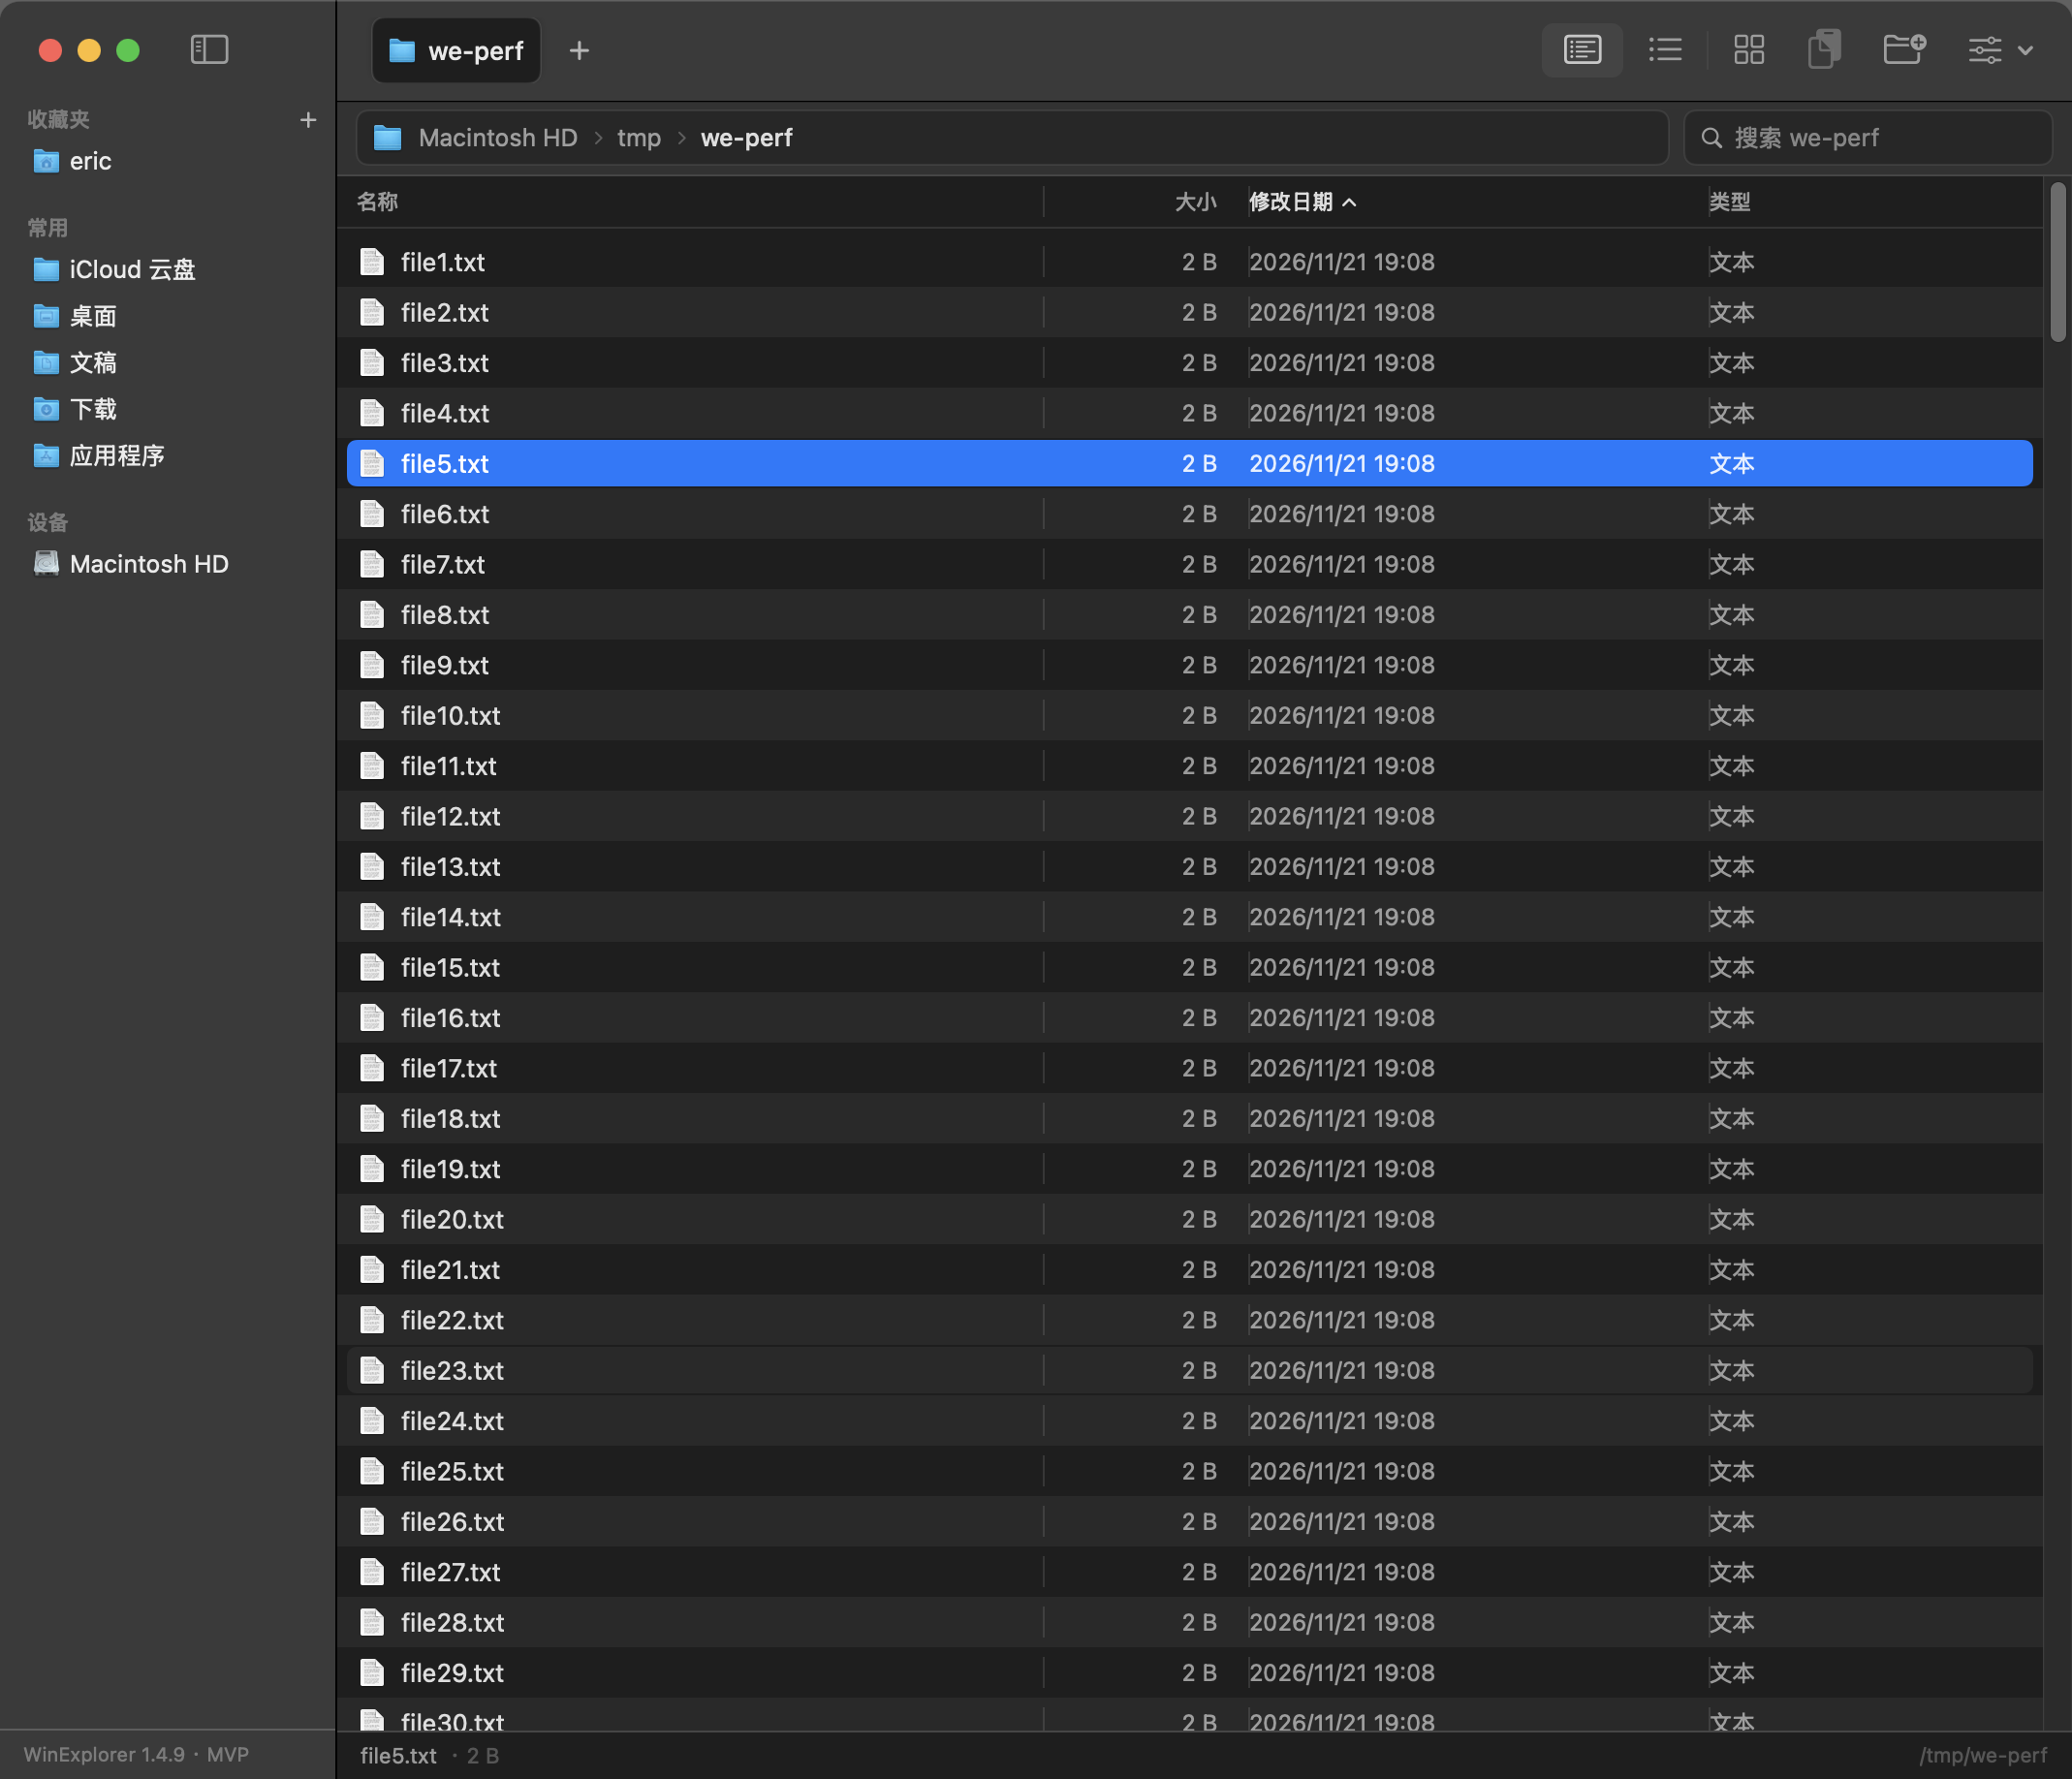 we-perf
收藏夹
eric
常用
iCloud 云盘
桌面
文稿
下载
应用程序
设备
Macintosh HD
WinExplorer 1.4.9 · MVP
Macintosh HD › tmp › we-perf
搜索 we-perf
名称 大小 修改日期 类型
file1.txt 2 B 2026/11/21 19:08 文本
file2.txt 2 B 2026/11/21 19:08 文本
file3.txt 2 B 2026/11/21 19:08 文本
file4.txt 2 B 2026/11/21 19:08 文本
file5.txt 2 B 2026/11/21 19:08 文本
file6.txt 2 B 2026/11/21 19:08 文本
file7.txt 2 B 2026/11/21 19:08 文本
file8.txt 2 B 2026/11/21 19:08 文本
file9.txt 2 B 2026/11/21 19:08 文本
file10.txt 2 B 2026/11/21 19:08 文本
file11.txt 2 B 2026/11/21 19:08 文本
file12.txt 2 B 2026/11/21 19:08 文本
file13.txt 2 B 2026/11/21 19:08 文本
file14.txt 2 B 2026/11/21 19:08 文本
file15.txt 2 B 2026/11/21 19:08 文本
file16.txt 2 B 2026/11/21 19:08 文本
file17.txt 2 B 2026/11/21 19:08 文本
file18.txt 2 B 2026/11/21 19:08 文本
file19.txt 2 B 2026/11/21 19:08 文本
file20.txt 2 B 2026/11/21 19:08 文本
file21.txt 2 B 2026/11/21 19:08 文本
file22.txt 2 B 2026/11/21 19:08 文本
file23.txt 2 B 2026/11/21 19:08 文本
file24.txt 2 B 2026/11/21 19:08 文本
file25.txt 2 B 2026/11/21 19:08 文本
file26.txt 2 B 2026/11/21 19:08 文本
file27.txt 2 B 2026/11/21 19:08 文本
file28.txt 2 B 2026/11/21 19:08 文本
file29.txt 2 B 2026/11/21 19:08 文本
file30.txt 2 B 2026/11/21 19:08 文本
file5.txt · 2 B
/tmp/we-perf